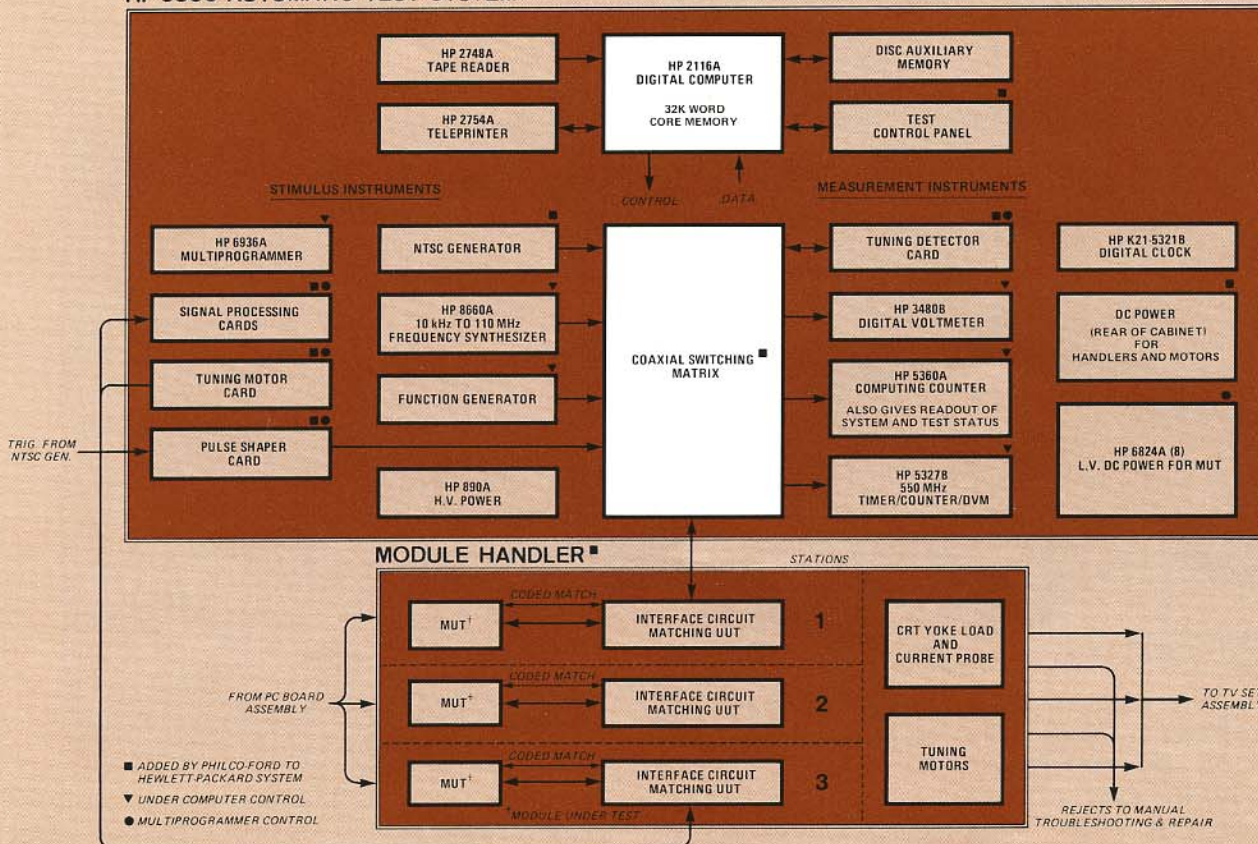 HP 2748A
TAPE READER
HP 2116A
DIGITAL COMPUTER
32K WORD
CORE MEMORY
DISC AUXILIARY
MEMORY
HP 2754A
TELEPRINTER
■
TEST
CONTROL PANEL
STIMULUS INSTRUMENTS
CONTROL
DATA
MEASUREMENT INSTRUMENTS
▼
HP 6936A
MULTIPROGRAMMER
■
NTSC GENERATOR
■●
TUNING DETECTOR
CARD
HP K21-5321B
DIGITAL CLOCK
■●
SIGNAL PROCESSING
CARDS
▼
HP 8660A
10 kHz TO 110 MHz
FREQUENCY SYNTHESIZER
▼
HP 3480B
DIGITAL VOLTMETER
■
DC POWER
(REAR OF CABINET)
FOR
HANDLERS AND MOTORS
COAXIAL SWITCHING ■
MATRIX
■●
TUNING MOTOR
CARD
▼
FUNCTION GENERATOR
▼
HP 5360A
COMPUTING COUNTER
ALSO GIVES READOUT OF
SYSTEM AND TEST STATUS
TRIG. FROM
NTSC GEN.
■●
PULSE SHAPER
CARD
HP 890A
H.V. POWER
▼
HP 5327B
550 MHz
TIMER/COUNTER/DVM
●
HP 6824A (8)
L.V. DC POWER FOR MUT
MODULE HANDLER ■
STATIONS
CODED MATCH
MUT†
INTERFACE CIRCUIT
MATCHING UUT
1
CRT YOKE LOAD
AND
CURRENT PROBE
FROM PC BOARD
ASSEMBLY
CODED MATCH
MUT†
INTERFACE CIRCUIT
MATCHING UUT
2
TO TV SET
ASSEMBLY
CODED MATCH
MUT†
INTERFACE CIRCUIT
MATCHING UUT
3
TUNING
MOTORS
†MODULE UNDER TEST
REJECTS TO MANUAL
TROUBLESHOOTING & REPAIR
■ ADDED BY PHILCO-FORD TO
HEWLETT-PACKARD SYSTEM
▼ UNDER COMPUTER CONTROL
● MULTIPROGRAMMER CONTROL